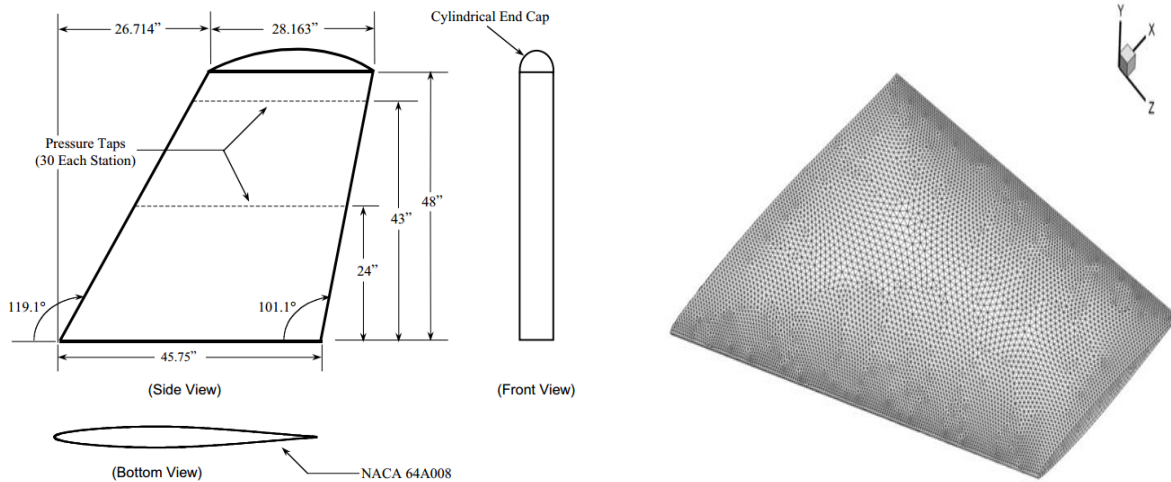 26.714”
28.163”
Cylindrical End Cap
Pressure Taps
(30 Each Station)
48”
43”
24”
119.1°
101.1°
45.75”
(Side View)
(Front View)
(Bottom View)
NACA 64A008
Y
X
Z